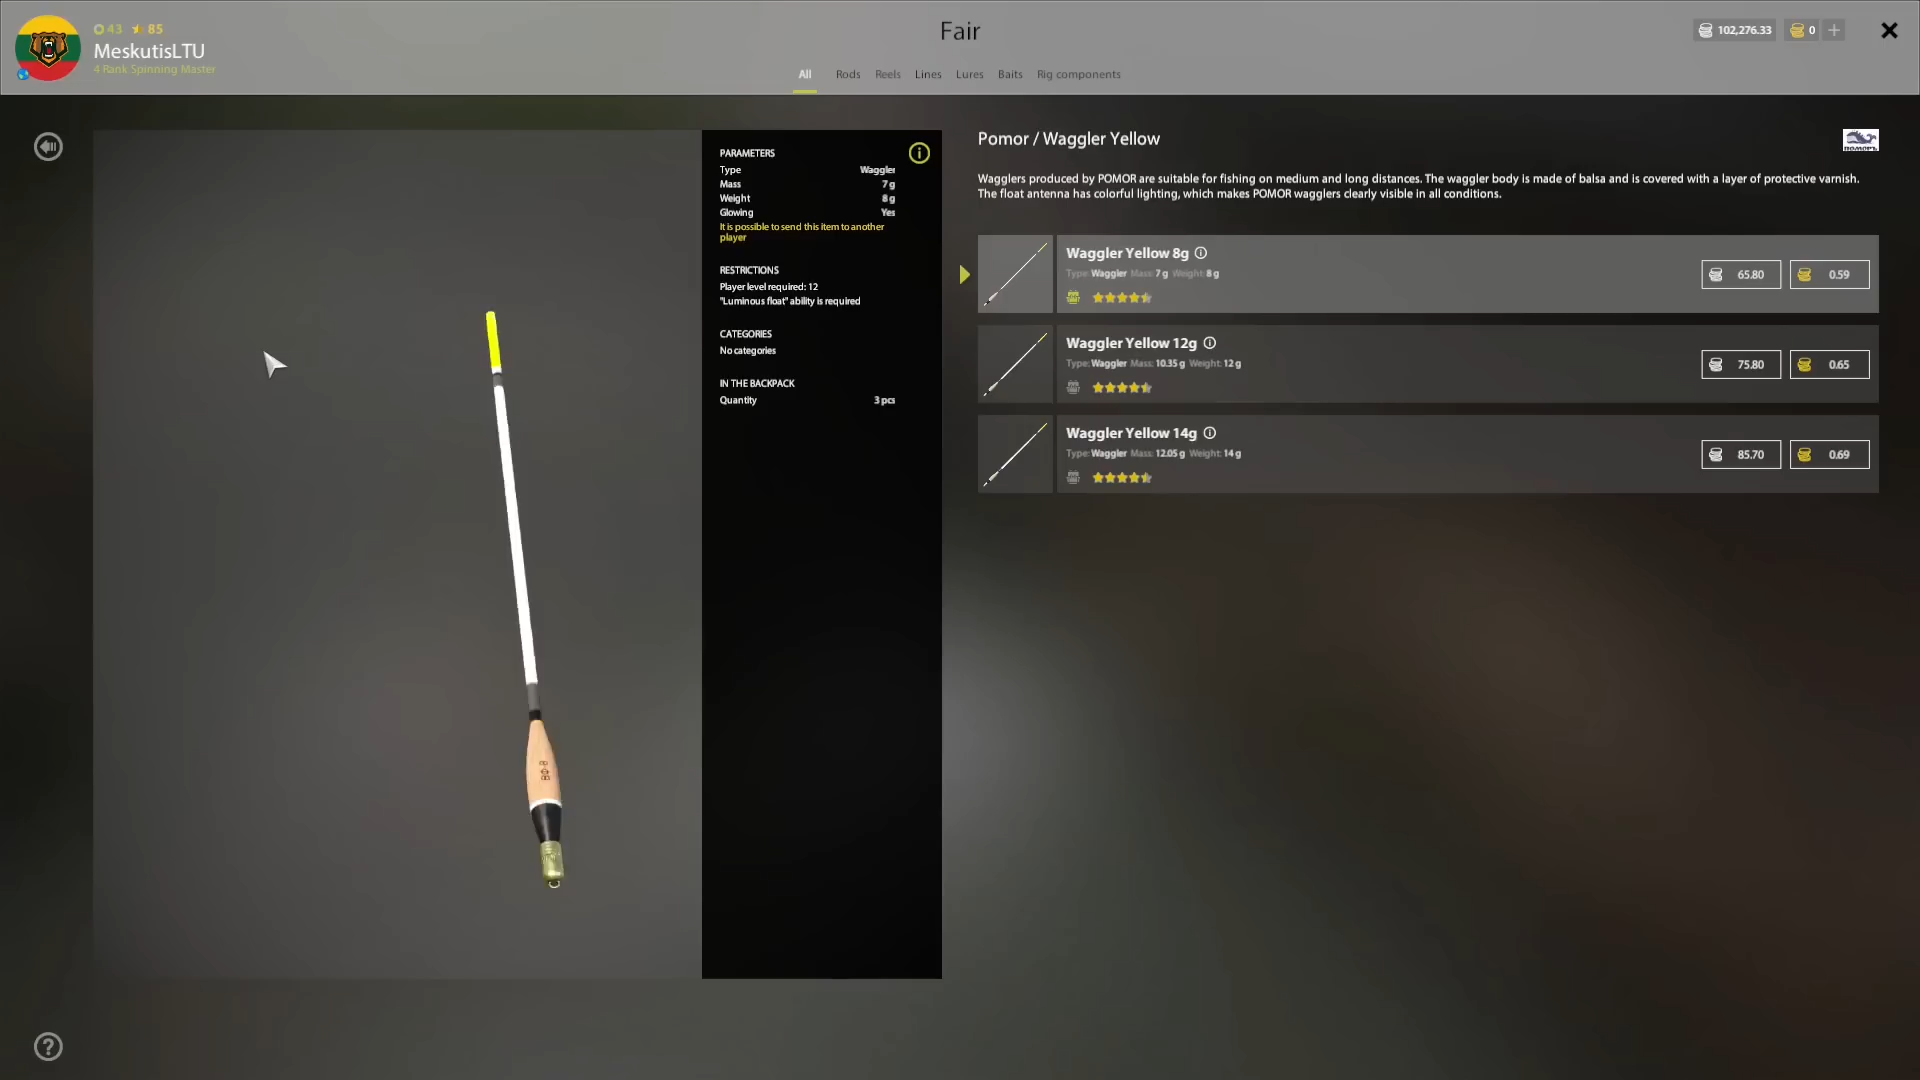 43 85
MeskutisLTU
4 Rank Spinning Master
Fair
102,276.33 0
All Rods Reels Lines Lures Baits Rig components
PARAMETERS
Type Waggler
Mass 7 g
Weight 8 g
Glowing Yes
It is possible to send this item to another
player
RESTRICTIONS
Player level required: 12
"Luminous float" ability is required
CATEGORIES
No categories
IN THE BACKPACK
Quantity 3 pcs
Pomor / Waggler Yellow
ПОМОРЪ
Wagglers produced by POMOR are suitable for fishing on medium and long distances. The waggler body is made of balsa and is covered with a layer of protective varnish.
The float antenna has colorful lighting, which makes POMOR wagglers clearly visible in all conditions.
Waggler Yellow 8g
Type: Waggler Mass: 7 g Weight: 8 g
65.80 0.59
Waggler Yellow 12g
Type: Waggler Mass: 10.35 g Weight: 12 g
75.80 0.65
Waggler Yellow 14g
Type: Waggler Mass: 12.05 g Weight: 14 g
85.70 0.69